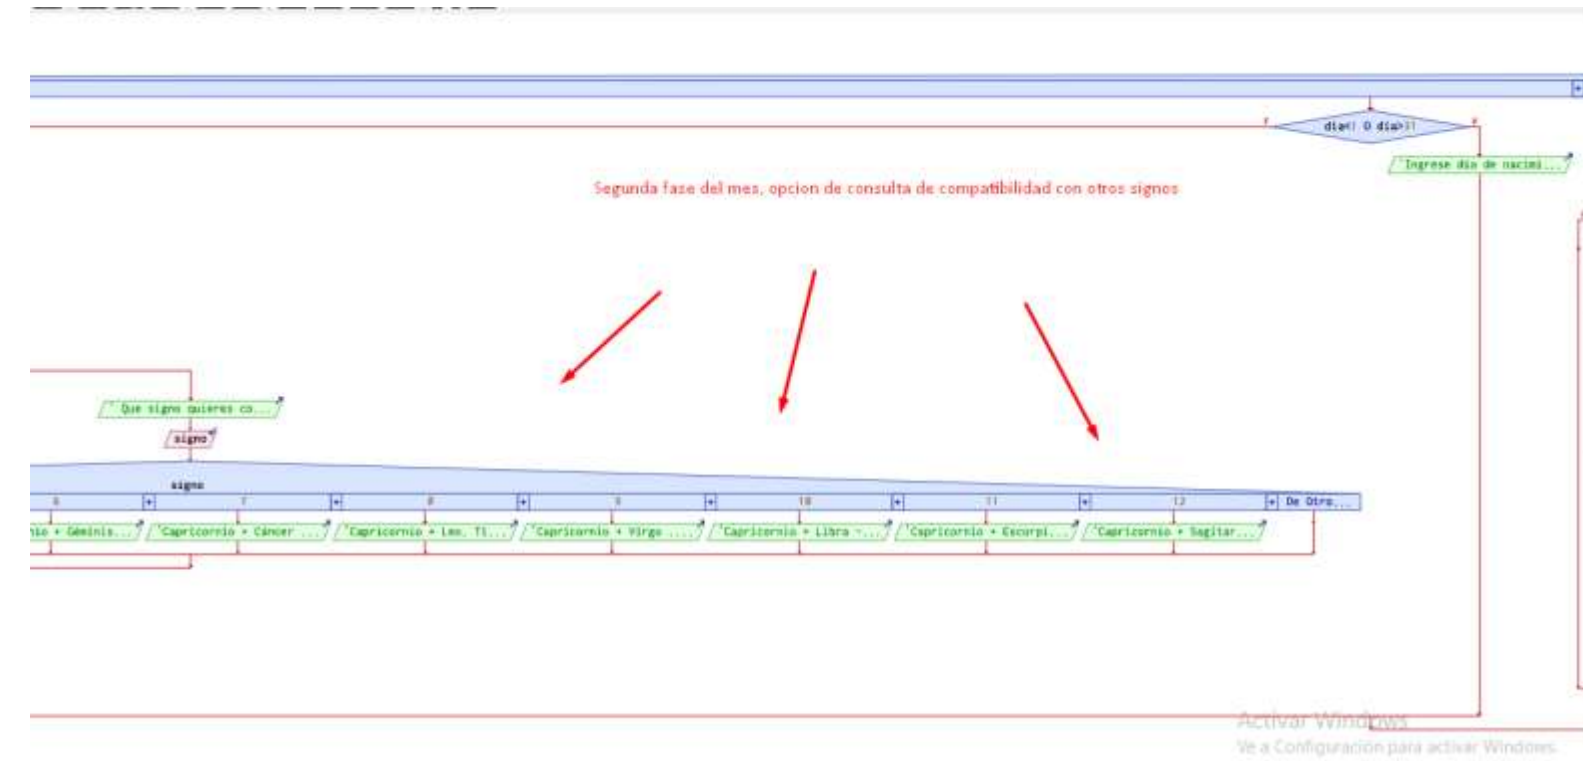 dia<1 O dia>31
F
V
'Ingrese dia de nacimi...
Segunda fase del mes, opcion de consulta de compatibilidad con otros signos
' Que signo quieres co...
signo
signo
6 7 8 9 10 11 12 De Otro...
nio + Géminis... 'Capricornio + Cáncer ... 'Capricornio + Leo, Ti... 'Capricornio + Virgo .... 'Capricornio + Libra -... 'Capricornio + Escorpi... 'Capricornio + Sagitar...
Activar Windows
Ve a Configuración para activar Windows.